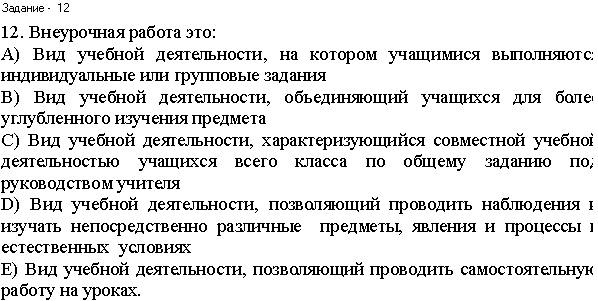 Задание - 12
12. Внеурочная работа это:
A) Вид учебной деятельности, на котором учащимися выполняютс
индивидуальные или групповые задания
B) Вид учебной деятельности, объединяющий учащихся для боле
углубленного изучения предмета
C) Вид учебной деятельности, характеризующийся совместной учебной
деятельностью учащихся всего класса по общему заданию под
руководством учителя
D) Вид учебной деятельности, позволяющий проводить наблюдения и
изучать непосредственно различные предметы, явления и процессы в
естественных условиях
E) Вид учебной деятельности, позволяющий проводить самостоятельную
работу на уроках.